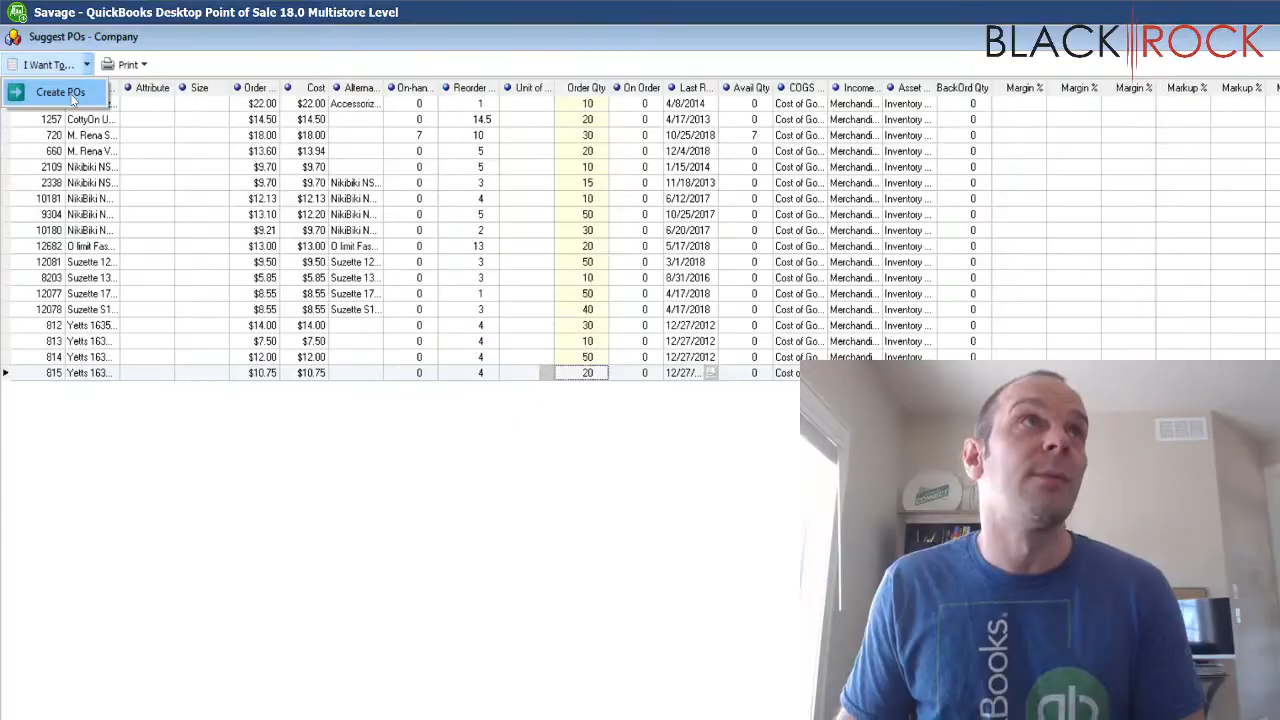 Savage - QuickBooks Desktop Point of Sale 18.0 Multistore Level
BLACK ROCK
Suggest POs - Company
I Want To... Print
Create POs
Attribute Size Order ... Cost Alterna... On-han... Reorder ... Unit of ... Order Qty On Order Last R... Avail Qty COGS ... Income... Asset ... BackOrd Qty Margin % Margin % Margin % Markup % Markup %
$22.00 $22.00 Accessoriz... 0 1 10 0 4/8/2014 0 Cost of Go... Merchandi... Inventory ... 0
1257 CottyOn U... $14.50 $14.50 0 14.5 20 0 4/17/2013 0 Cost of Go... Merchandi... Inventory ... 0
720 M. Rena S... $18.00 $18.00 7 10 30 0 10/25/2018 7 Cost of Go... Merchandi... Inventory ... 0
660 M. Rena V... $13.60 $13.94 0 5 20 0 12/4/2018 0 Cost of Go... Merchandi... Inventory ... 0
2109 Nikibiki NS... $9.70 $9.70 0 5 10 0 1/15/2014 0 Cost of Go... Merchandi... Inventory ... 0
2338 Nikibiki NS... $9.70 $9.70 Nikibiki NS... 0 3 15 0 11/18/2013 0 Cost of Go... Merchandi... Inventory ... 0
10181 NikiBiki N... $12.13 $12.13 NikiBiki N... 0 4 10 0 6/12/2017 0 Cost of Go... Merchandi... Inventory ... 0
9304 NikiBiki N... $13.10 $12.20 NikiBiki N... 0 5 50 0 10/25/2017 0 Cost of Go... Merchandi... Inventory ... 0
10180 NikiBiki N... $9.21 $9.70 NikiBiki N... 0 2 30 0 6/20/2017 0 Cost of Go... Merchandi... Inventory ... 0
12682 O limit Fas... $13.00 $13.00 O limit Fas... 0 13 20 0 5/17/2018 0 Cost of Go... Merchandi... Inventory ... 0
12081 Suzette 12... $9.50 $9.50 Suzette 12... 0 3 50 0 3/1/2018 0 Cost of Go... Merchandi... Inventory ... 0
8203 Suzette 13... $5.85 $5.85 Suzette 13... 0 3 10 0 8/31/2016 0 Cost of Go... Merchandi... Inventory ... 0
12077 Suzette 17... $8.55 $8.55 Suzette 17... 0 1 50 0 4/17/2018 0 Cost of Go... Merchandi... Inventory ... 0
12078 Suzette S1... $8.55 $8.55 Suzette S1... 0 3 40 0 4/17/2018 0 Cost of Go... Merchandi... Inventory ... 0
812 Yetts 1635... $14.00 $14.00 0 4 30 0 12/27/2012 0 Cost of Go... Merchandi... Inventory ... 0
813 Yetts 163... $7.50 $7.50 0 4 10 0 12/27/2012 0 Cost of Go... Merchandi... Inventory ... 0
814 Yetts 163... $12.00 $12.00 0 4 50 0 12/27/2012 0 Cost of Go... Merchandi... Inventory ... 0
815 Yetts 163... $10.75 $10.75 0 4 20 0 12/27/... 0 Cost o
Books.
qb